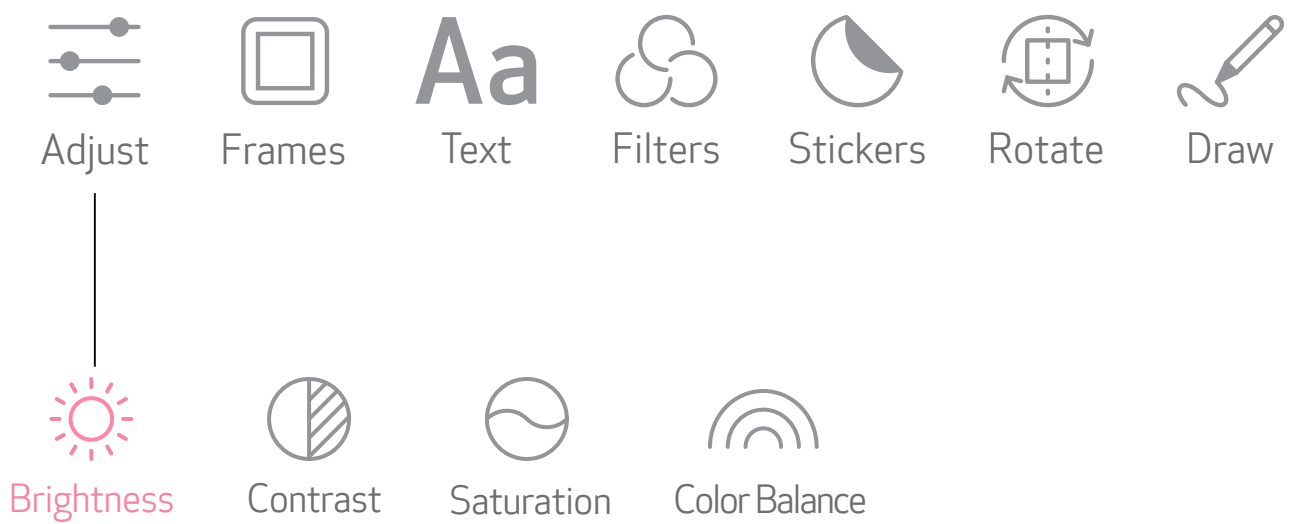 Aa
Adjust Frames Text Filters Stickers Rotate Draw
Brightness Contrast Saturation Color Balance